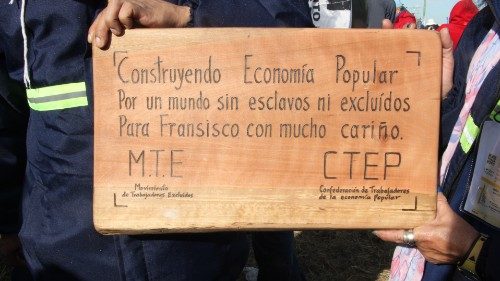 Construyendo Economía Popular
Por un mundo sin esclavos ni excluídos
Para Fransisco con mucho cariño.
M.T.E
Movimiento
de Trabajadores Excluidos
CTEP
Confederación de Trabajadores
de la economía Popular